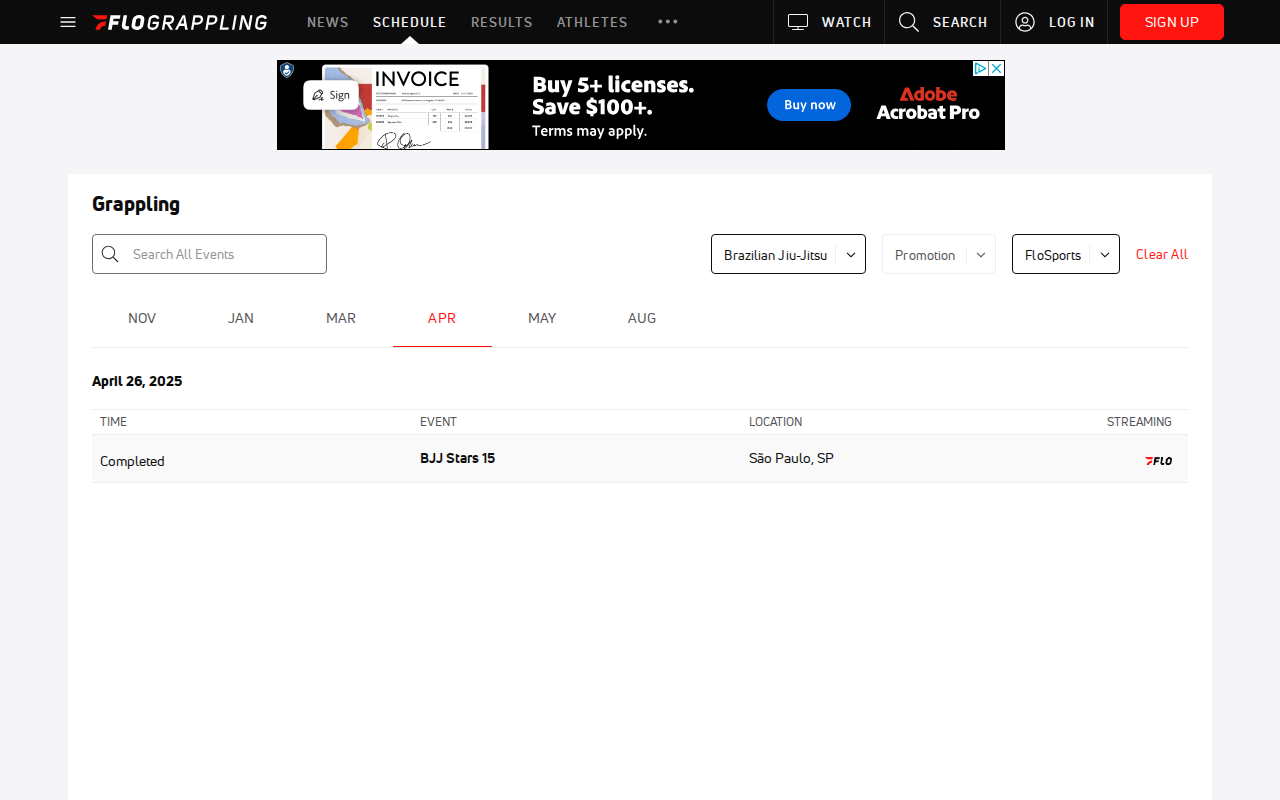 FLOGRAPPLING
NEWS
SCHEDULE
RESULTS
ATHLETES
WATCH
SEARCH
LOG IN
SIGN UP
Sign
INVOICE
Buy 5+ licenses.
Save $100+.
Terms may apply.
Buy now
Adobe
Acrobat Pro
Grappling
Search All Events
Brazilian Jiu-Jitsu
Promotion
FloSports
Clear All
NOV
JAN
MAR
APR
MAY
AUG
April 26, 2025
TIME
EVENT
LOCATION
STREAMING
Completed
BJJ Stars 15
São Paulo, SP
FLO